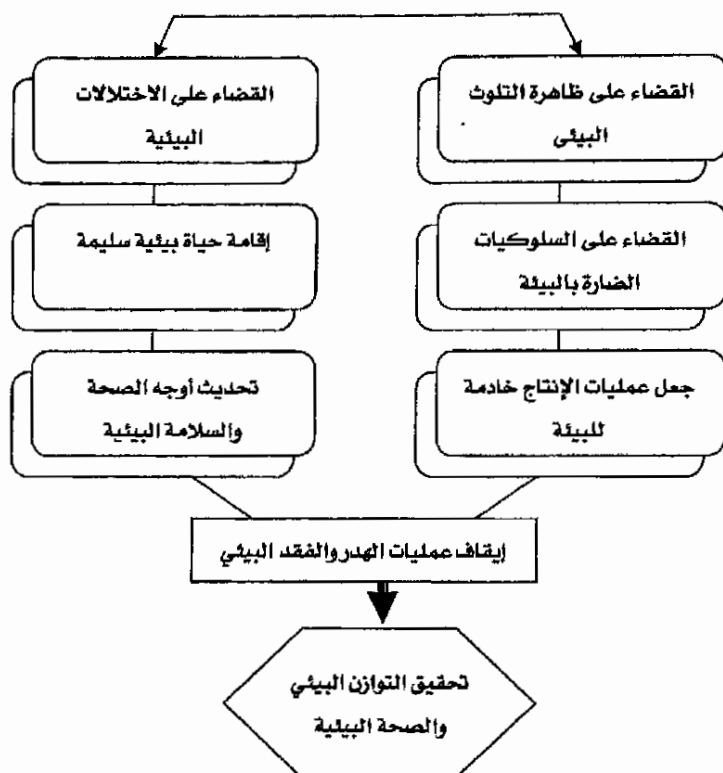 القضاء على ظاهرة التلوث
البيئى
القضاء على الاختلالات
البيئية
القضاء على السلوكيات
الضارة بالبيئة
إقامة حياة بيئية سليمة
جعل عمليات الإنتاج خادمة
للبيئة
تحديث أوجه الصحة
والسلامة البيئية
إيقاف عمليات الهدر والفقد البيئي
تحقيق التوازن البيئي
والصحة البيئية